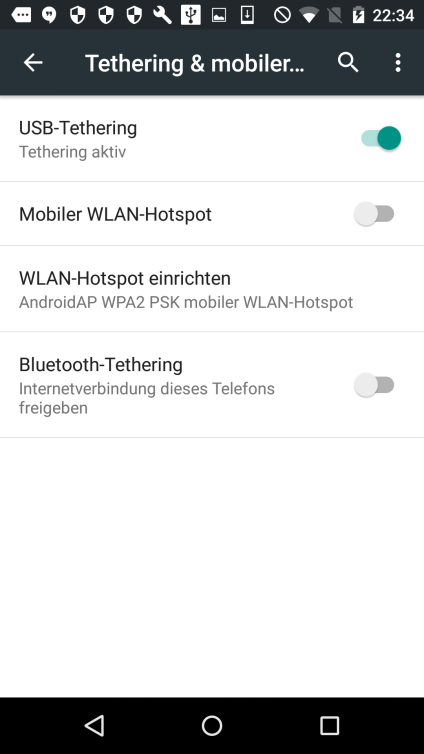 22:34
Tethering & mobiler...
USB-Tethering
Tethering aktiv
Mobiler WLAN-Hotspot
WLAN-Hotspot einrichten
AndroidAP WPA2 PSK mobiler WLAN-Hotspot
Bluetooth-Tethering
Internetverbindung dieses Telefons
freigeben